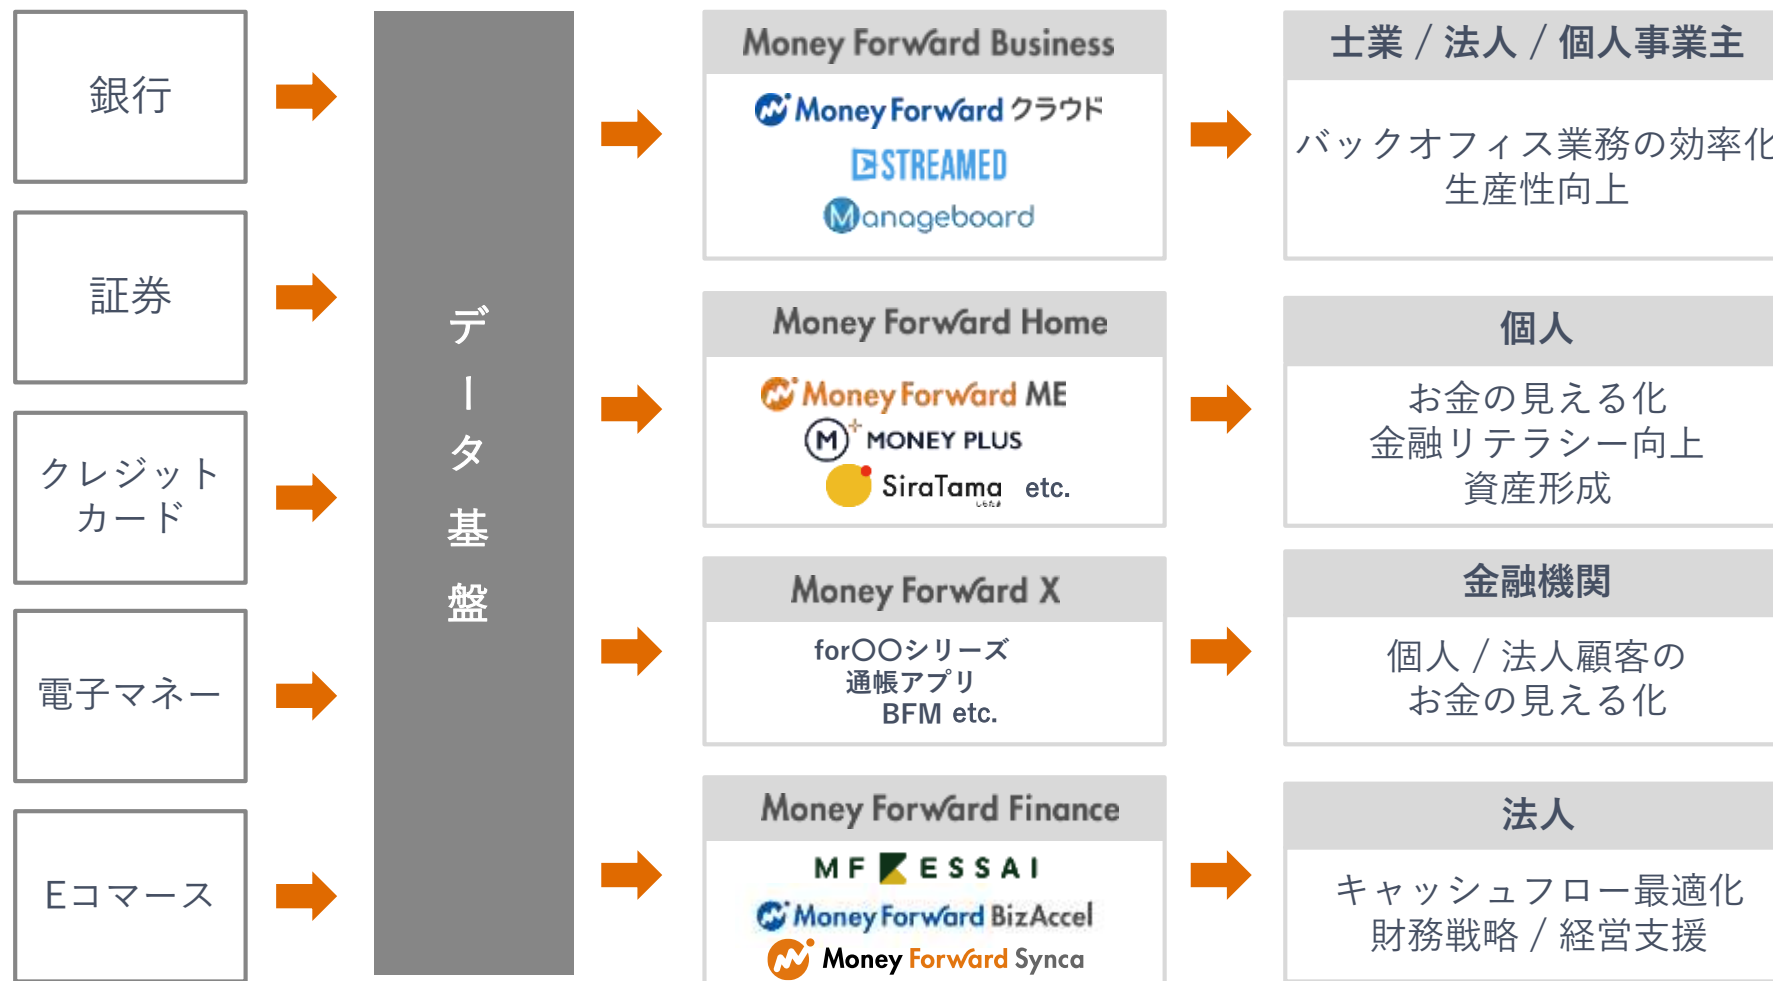 銀行
証券
クレジット
カード
電子マネー
Eコマース
データ基盤
Money Forward Business
Money Forward クラウド
STREAMED
Manageboard
Money Forward Home
Money Forward ME
M+ MONEY PLUS
SiraTama etc.
しらたま
Money Forward X
for〇〇シリーズ
通帳アプリ
BFM etc.
Money Forward Finance
MF KESSAI
Money Forward BizAccel
Money Forward Synca
士業 / 法人 / 個人事業主
バックオフィス業務の効率化
生産性向上
個人
お金の見える化
金融リテラシー向上
資産形成
金融機関
個人 / 法人顧客の
お金の見える化
法人
キャッシュフロー最適化
財務戦略 / 経営支援